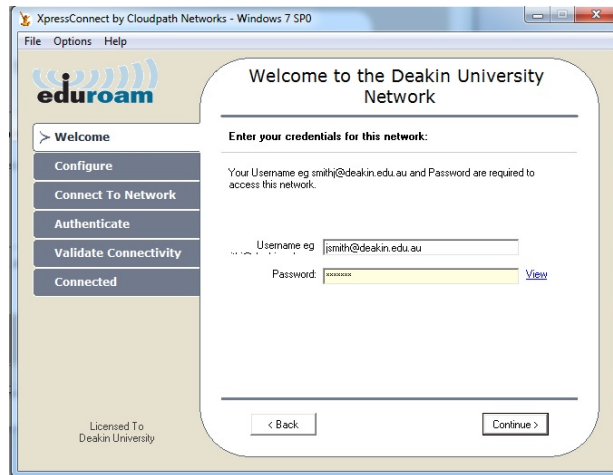 XpressConnect by Cloudpath Networks - Windows 7 SP0
File Options Help
eduroam
Welcome to the Deakin University
Network
> Welcome
Configure
Connect To Network
Authenticate
Validate Connectivity
Connected
Enter your credentials for this network:
Your Username eg smithj@deakin.edu.au and Password are required to
access this network.
Username eg
jsmith@deakin.edu.au
Password: ******* View
Licensed To
Deakin University
< Back
Continue >